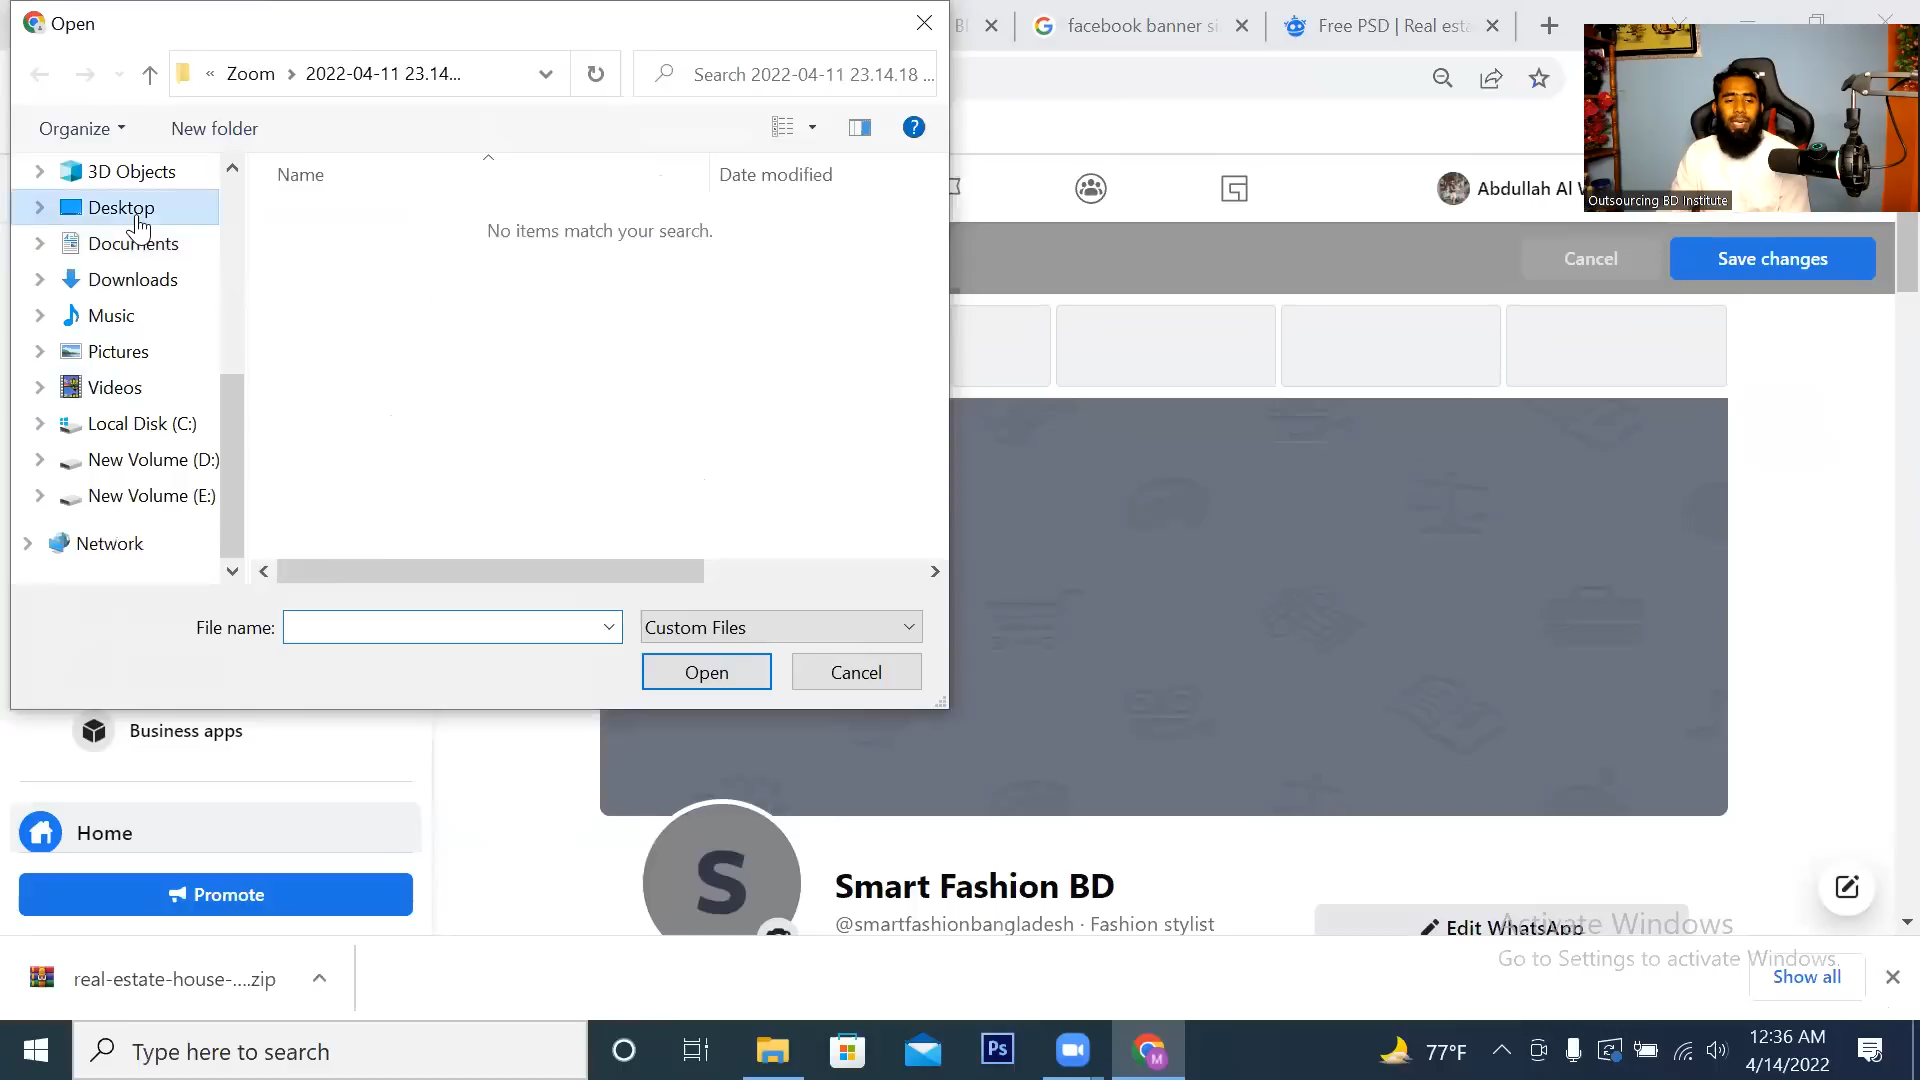 Open
facebook banner si
Free PSD | Real esta
« Zoom > 2022-04-11 23.14...
Search 2022-04-11 23.14.18 ...
Organize
New folder
3D Objects
Desktop
Documents
Downloads
Music
Pictures
Videos
Local Disk (C:)
New Volume (D:)
New Volume (E:)
Network
Name
Date modified
No items match your search.
File name:
Custom Files
Open
Cancel
Abdullah Al W
Outsourcing BD Institute
Cancel
Save changes
Business apps
Home
Promote
S
Smart Fashion BD
@smartfashionbangladesh · Fashion stylist
Edit WhatsApp
Activate Windows
Go to Settings to activate Windows.
real-estate-house-....zip
Show all
Type here to search
Ps
M
77°F
12:36 AM
4/14/2022